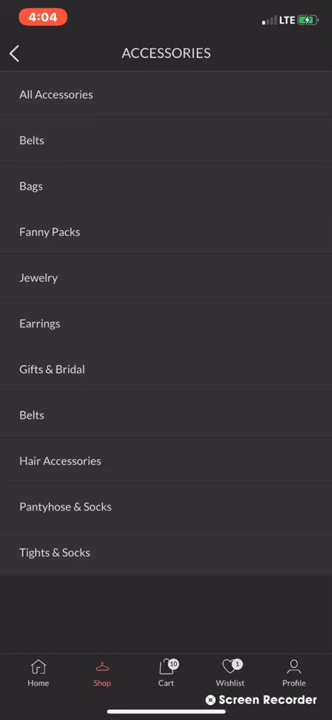 4:04
LTE
ACCESSORIES
All Accessories
Belts
Bags
Fanny Packs
Jewelry
Earrings
Gifts & Bridal
Belts
Hair Accessories
Pantyhose & Socks
Tights & Socks
10
1
Home
Shop
Cart
Wishlist
Profile
Screen Recorder